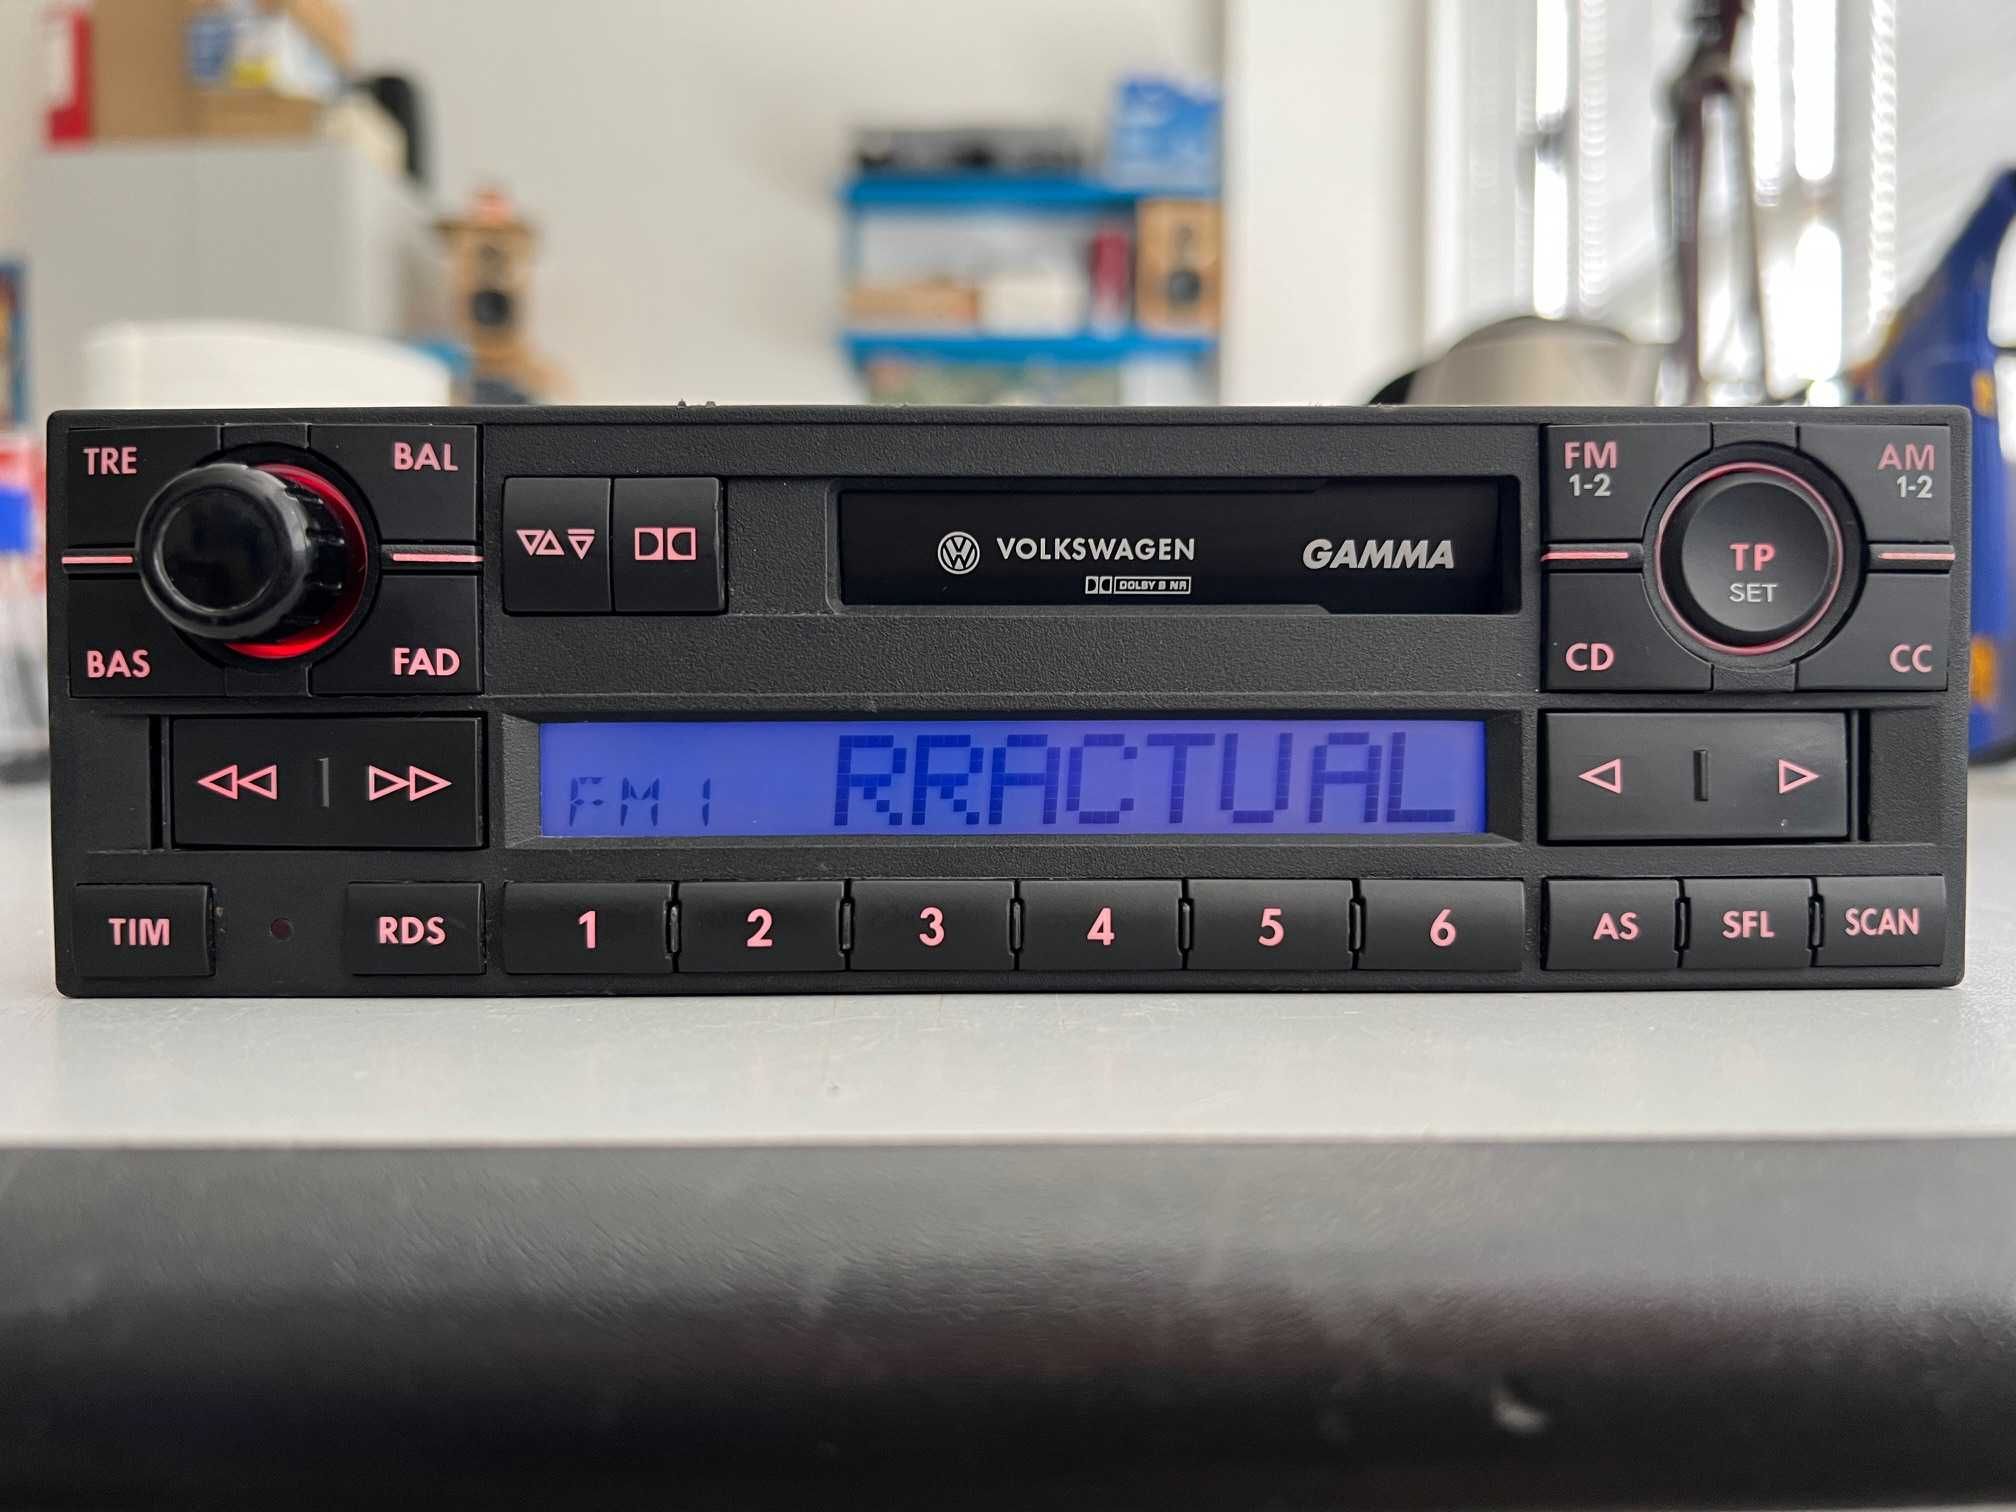 TRE
BAL
BAS
FAD
VOLKSWAGEN
DOLBY B NR
GAMMA
FM
1-2
AM
1-2
TP
SET
CD
CC
FM1
RRACTUAL
TIM
RDS
1
2
3
4
5
6
AS
SFL
SCAN